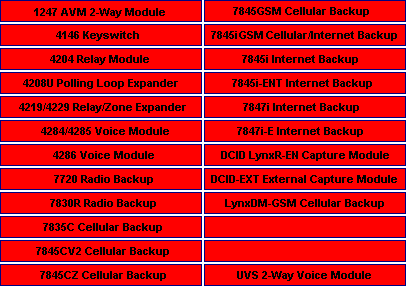 1247 AVM 2-Way Module
7845GSM Cellular Backup
4146 Keyswitch
7845iGSM Cellular/Internet Backup
4204 Relay Module
7845i Internet Backup
4208U Polling Loop Expander
7845i-ENT Internet Backup
4219/4229 Relay/Zone Expander
7847i Internet Backup
4284/4285 Voice Module
7847i-E Internet Backup
4286 Voice Module
DCID LynxR-EN Capture Module
7720 Radio Backup
DCID-EXT External Capture Module
7830R Radio Backup
LynxDM-GSM Cellular Backup
7835C Cellular Backup
7845CV2 Cellular Backup
7845CZ Cellular Backup
UVS 2-Way Voice Module